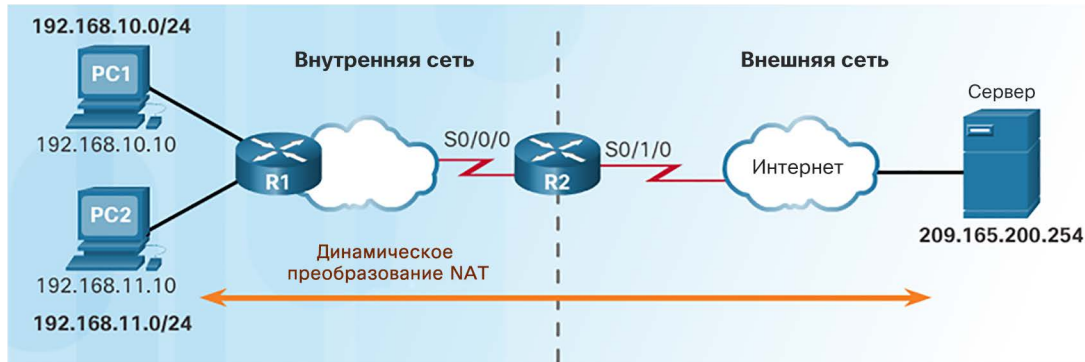 192.168.10.0/24
PC1
192.168.10.10
Внутренняя сеть
Внешняя сеть
Сервер
S0/0/0
S0/1/0
R1
R2
Интернет
PC2
192.168.11.10
192.168.11.0/24
209.165.200.254
Динамическое
преобразование NAT